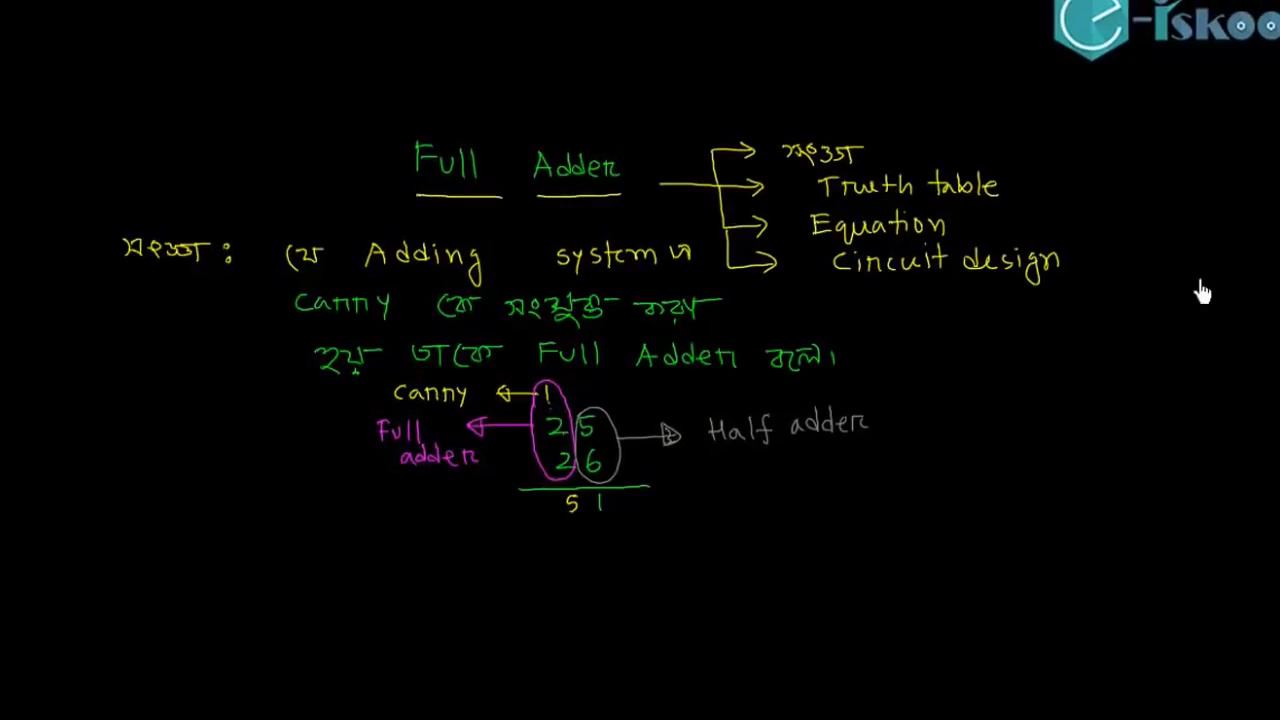 e-iskoo
Full Adder
সংজ্ঞা
Truth table
Equation
Circuit design
সংজ্ঞা : যে Adding system এ
carry কে সংযুক্ত করা
হয় তাকে Full Adder বলে।
carry 1
Full adder
25
26
Half adder
51